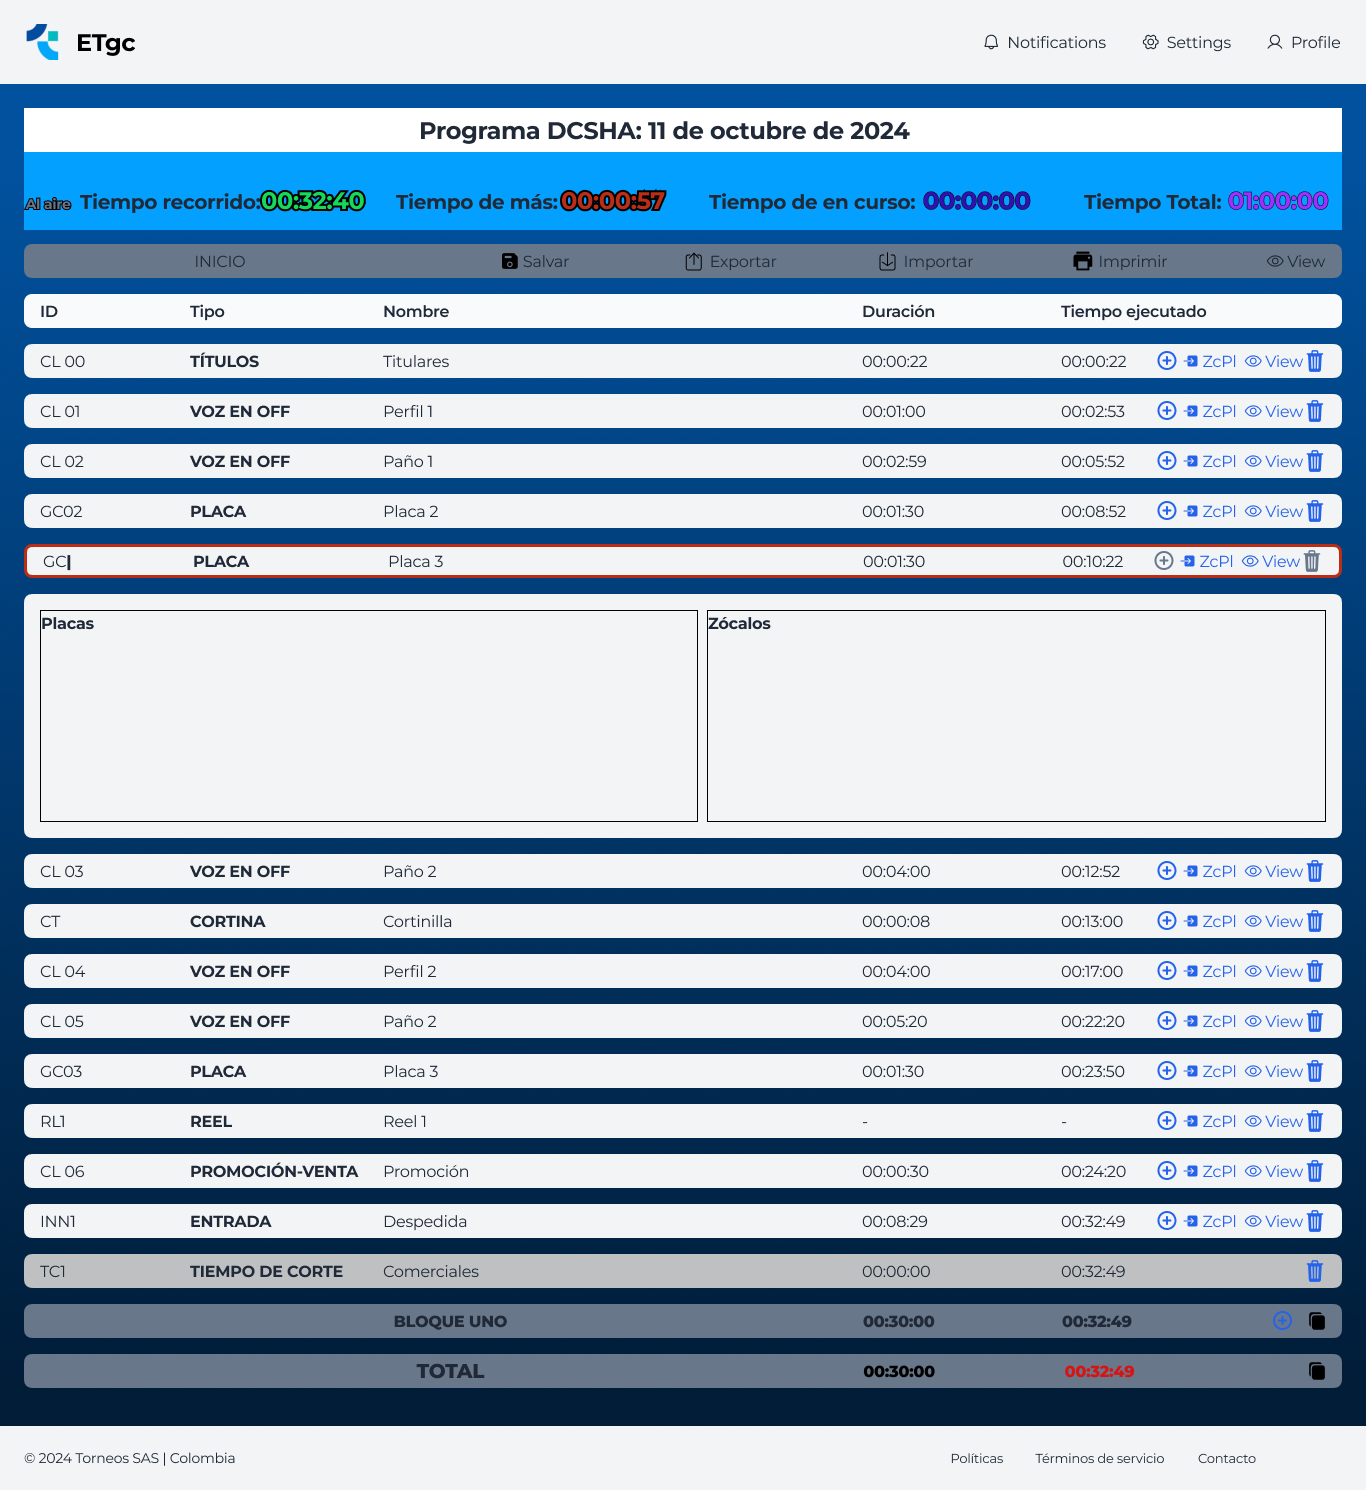 ETgc Notifications Settings Profile
Programa DCSHA: 11 de octubre de 2024
Al aire Tiempo recorrido: 00:32:40 Tiempo de más: 00:00:57 Tiempo de en curso: 00:00:00 Tiempo Total: 01:00:00
INICIO Salvar Exportar Importar Imprimir View
ID Tipo Nombre Duración Tiempo ejecutado
CL 00 TÍTULOS Titulares 00:00:22 00:00:22 ZcPl View
CL 01 VOZ EN OFF Perfil 1 00:01:00 00:02:53 ZcPl View
CL 02 VOZ EN OFF Paño 1 00:02:59 00:05:52 ZcPl View
GC02 PLACA Placa 2 00:01:30 00:08:52 ZcPl View
GC| PLACA Placa 3 00:01:30 00:10:22 ZcPl View
Placas Zócalos
CL 03 VOZ EN OFF Paño 2 00:04:00 00:12:52 ZcPl View
CT CORTINA Cortinilla 00:00:08 00:13:00 ZcPl View
CL 04 VOZ EN OFF Perfil 2 00:04:00 00:17:00 ZcPl View
CL 05 VOZ EN OFF Paño 2 00:05:20 00:22:20 ZcPl View
GC03 PLACA Placa 3 00:01:30 00:23:50 ZcPl View
RL1 REEL Reel 1 - - ZcPl View
CL 06 PROMOCIÓN-VENTA Promoción 00:00:30 00:24:20 ZcPl View
INN1 ENTRADA Despedida 00:08:29 00:32:49 ZcPl View
TC1 TIEMPO DE CORTE Comerciales 00:00:00 00:32:49
BLOQUE UNO 00:30:00 00:32:49
TOTAL 00:30:00 00:32:49
© 2024 Torneos SAS | Colombia Políticas Términos de servicio Contacto